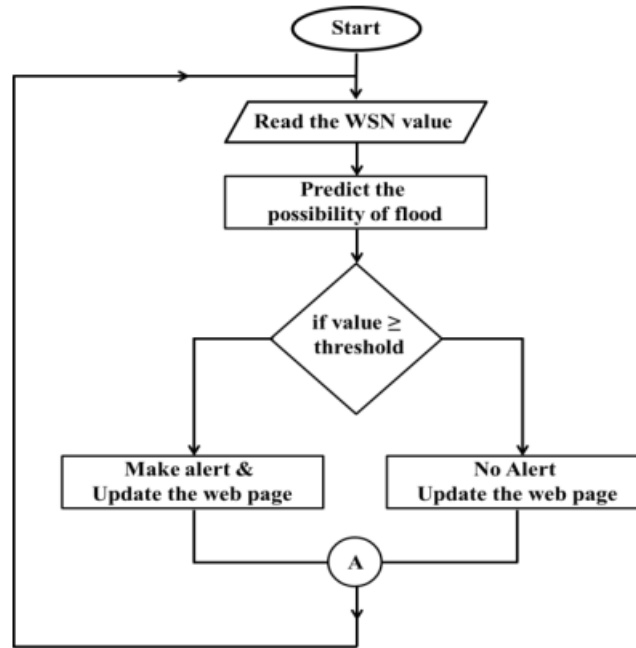 Start
Read the WSN value
Predict the
possibility of flood
if value ≥
threshold
Make alert &
Update the web page
No Alert
Update the web page
A